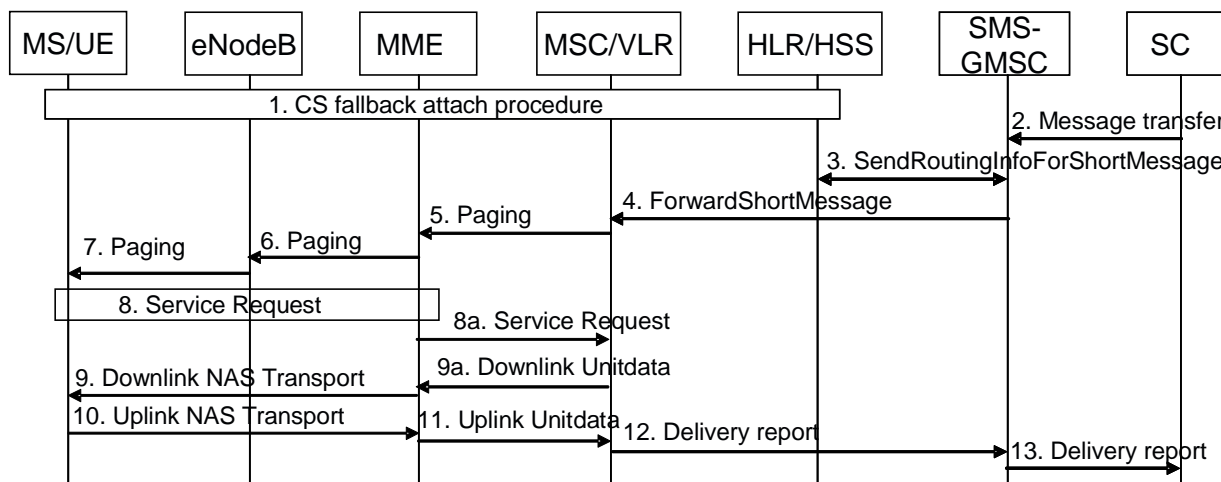 MS/UE
eNodeB
MME
MSC/VLR
HLR/HSS
SMS-
GMSC
SC
1. CS fallback attach procedure
2. Message transfer
3. SendRoutingInfoForShortMessage
4. ForwardShortMessage
5. Paging
6. Paging
7. Paging
8. Service Request
8a. Service Request
9a. Downlink Unitdata
9. Downlink NAS Transport
10. Uplink NAS Transport
11. Uplink Unitdata
12. Delivery report
13. Delivery report